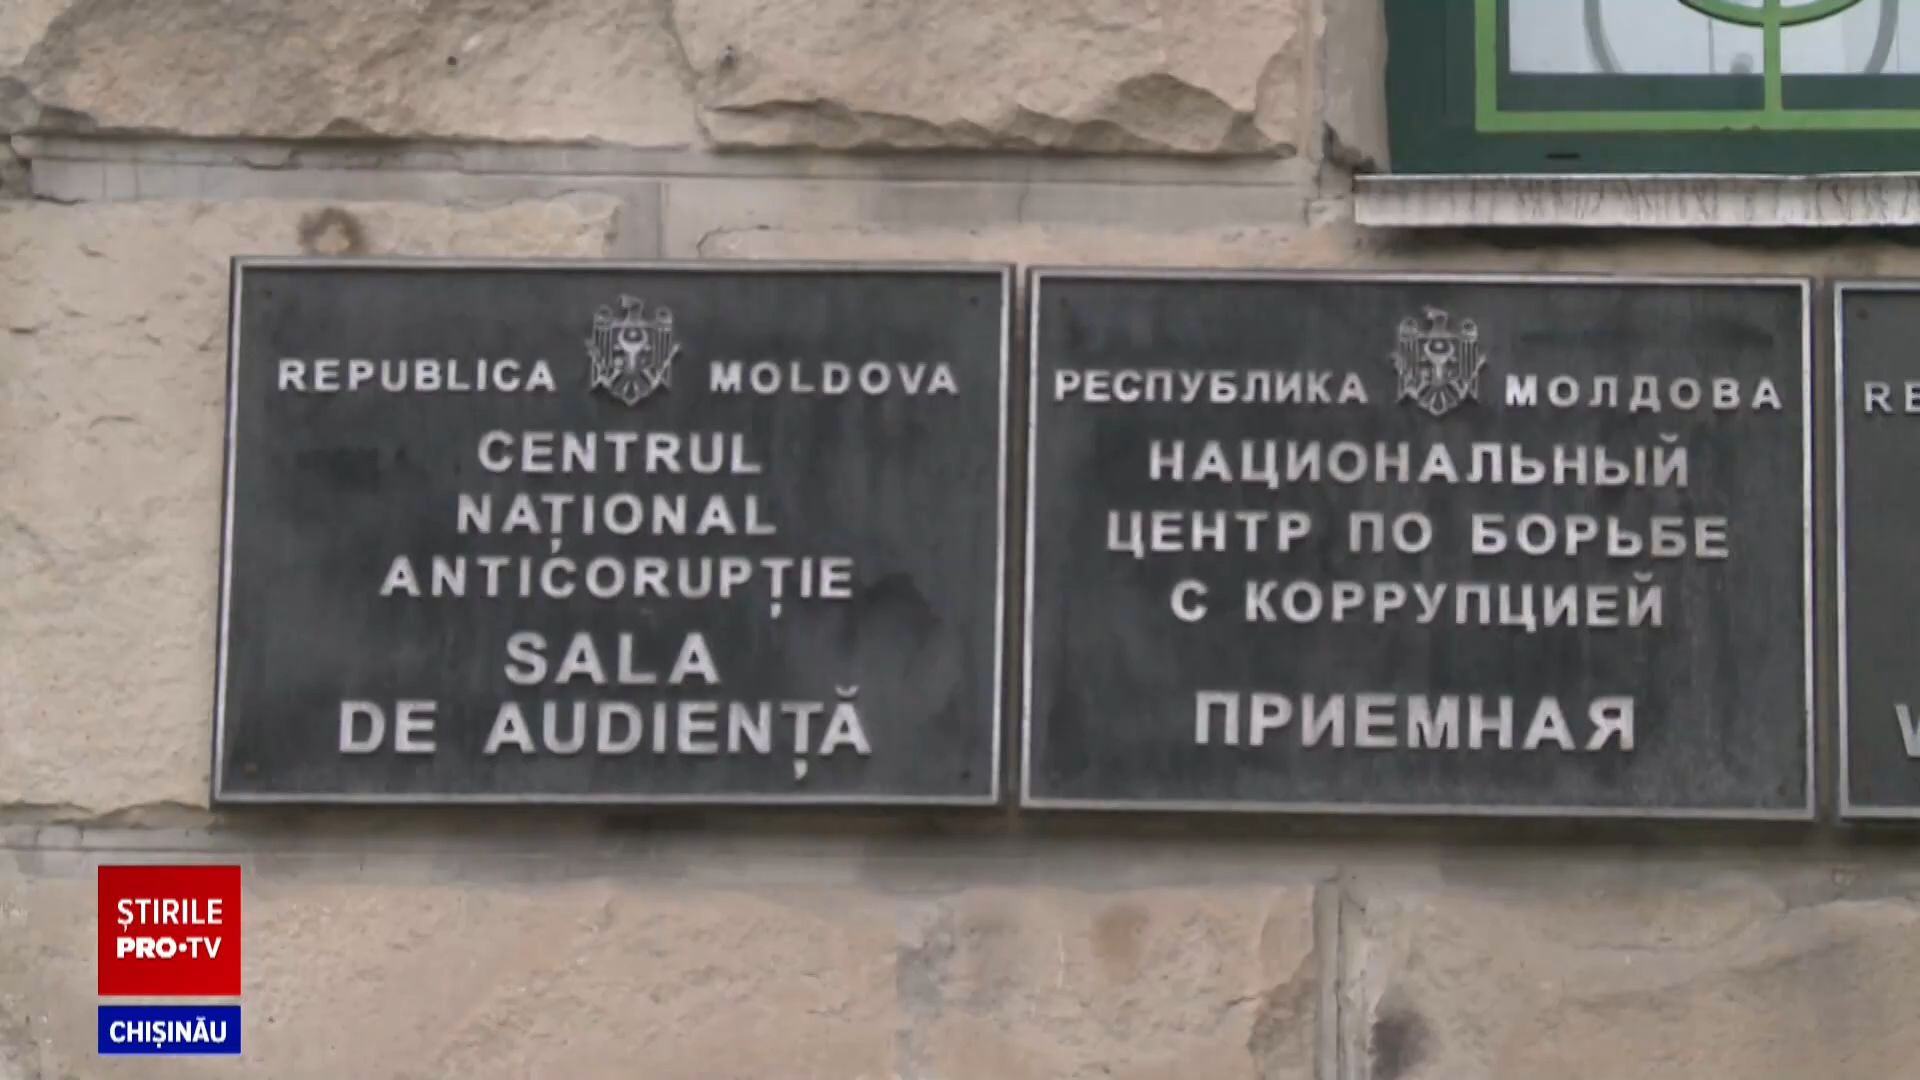 REPUBLICA MOLDOVA
CENTRUL
NAȚIONAL
ANTICORUPȚIE
SALA
DE AUDIENȚĂ
РЕСПУБЛИКА МОЛДОВА
НАЦИОНАЛЬНЫЙ
ЦЕНТР ПО БОРЬБЕ
С КОРРУПЦИЕЙ
ПРИЕМНАЯ
ȘTIRILE
PRO•TV
CHIȘINĂU